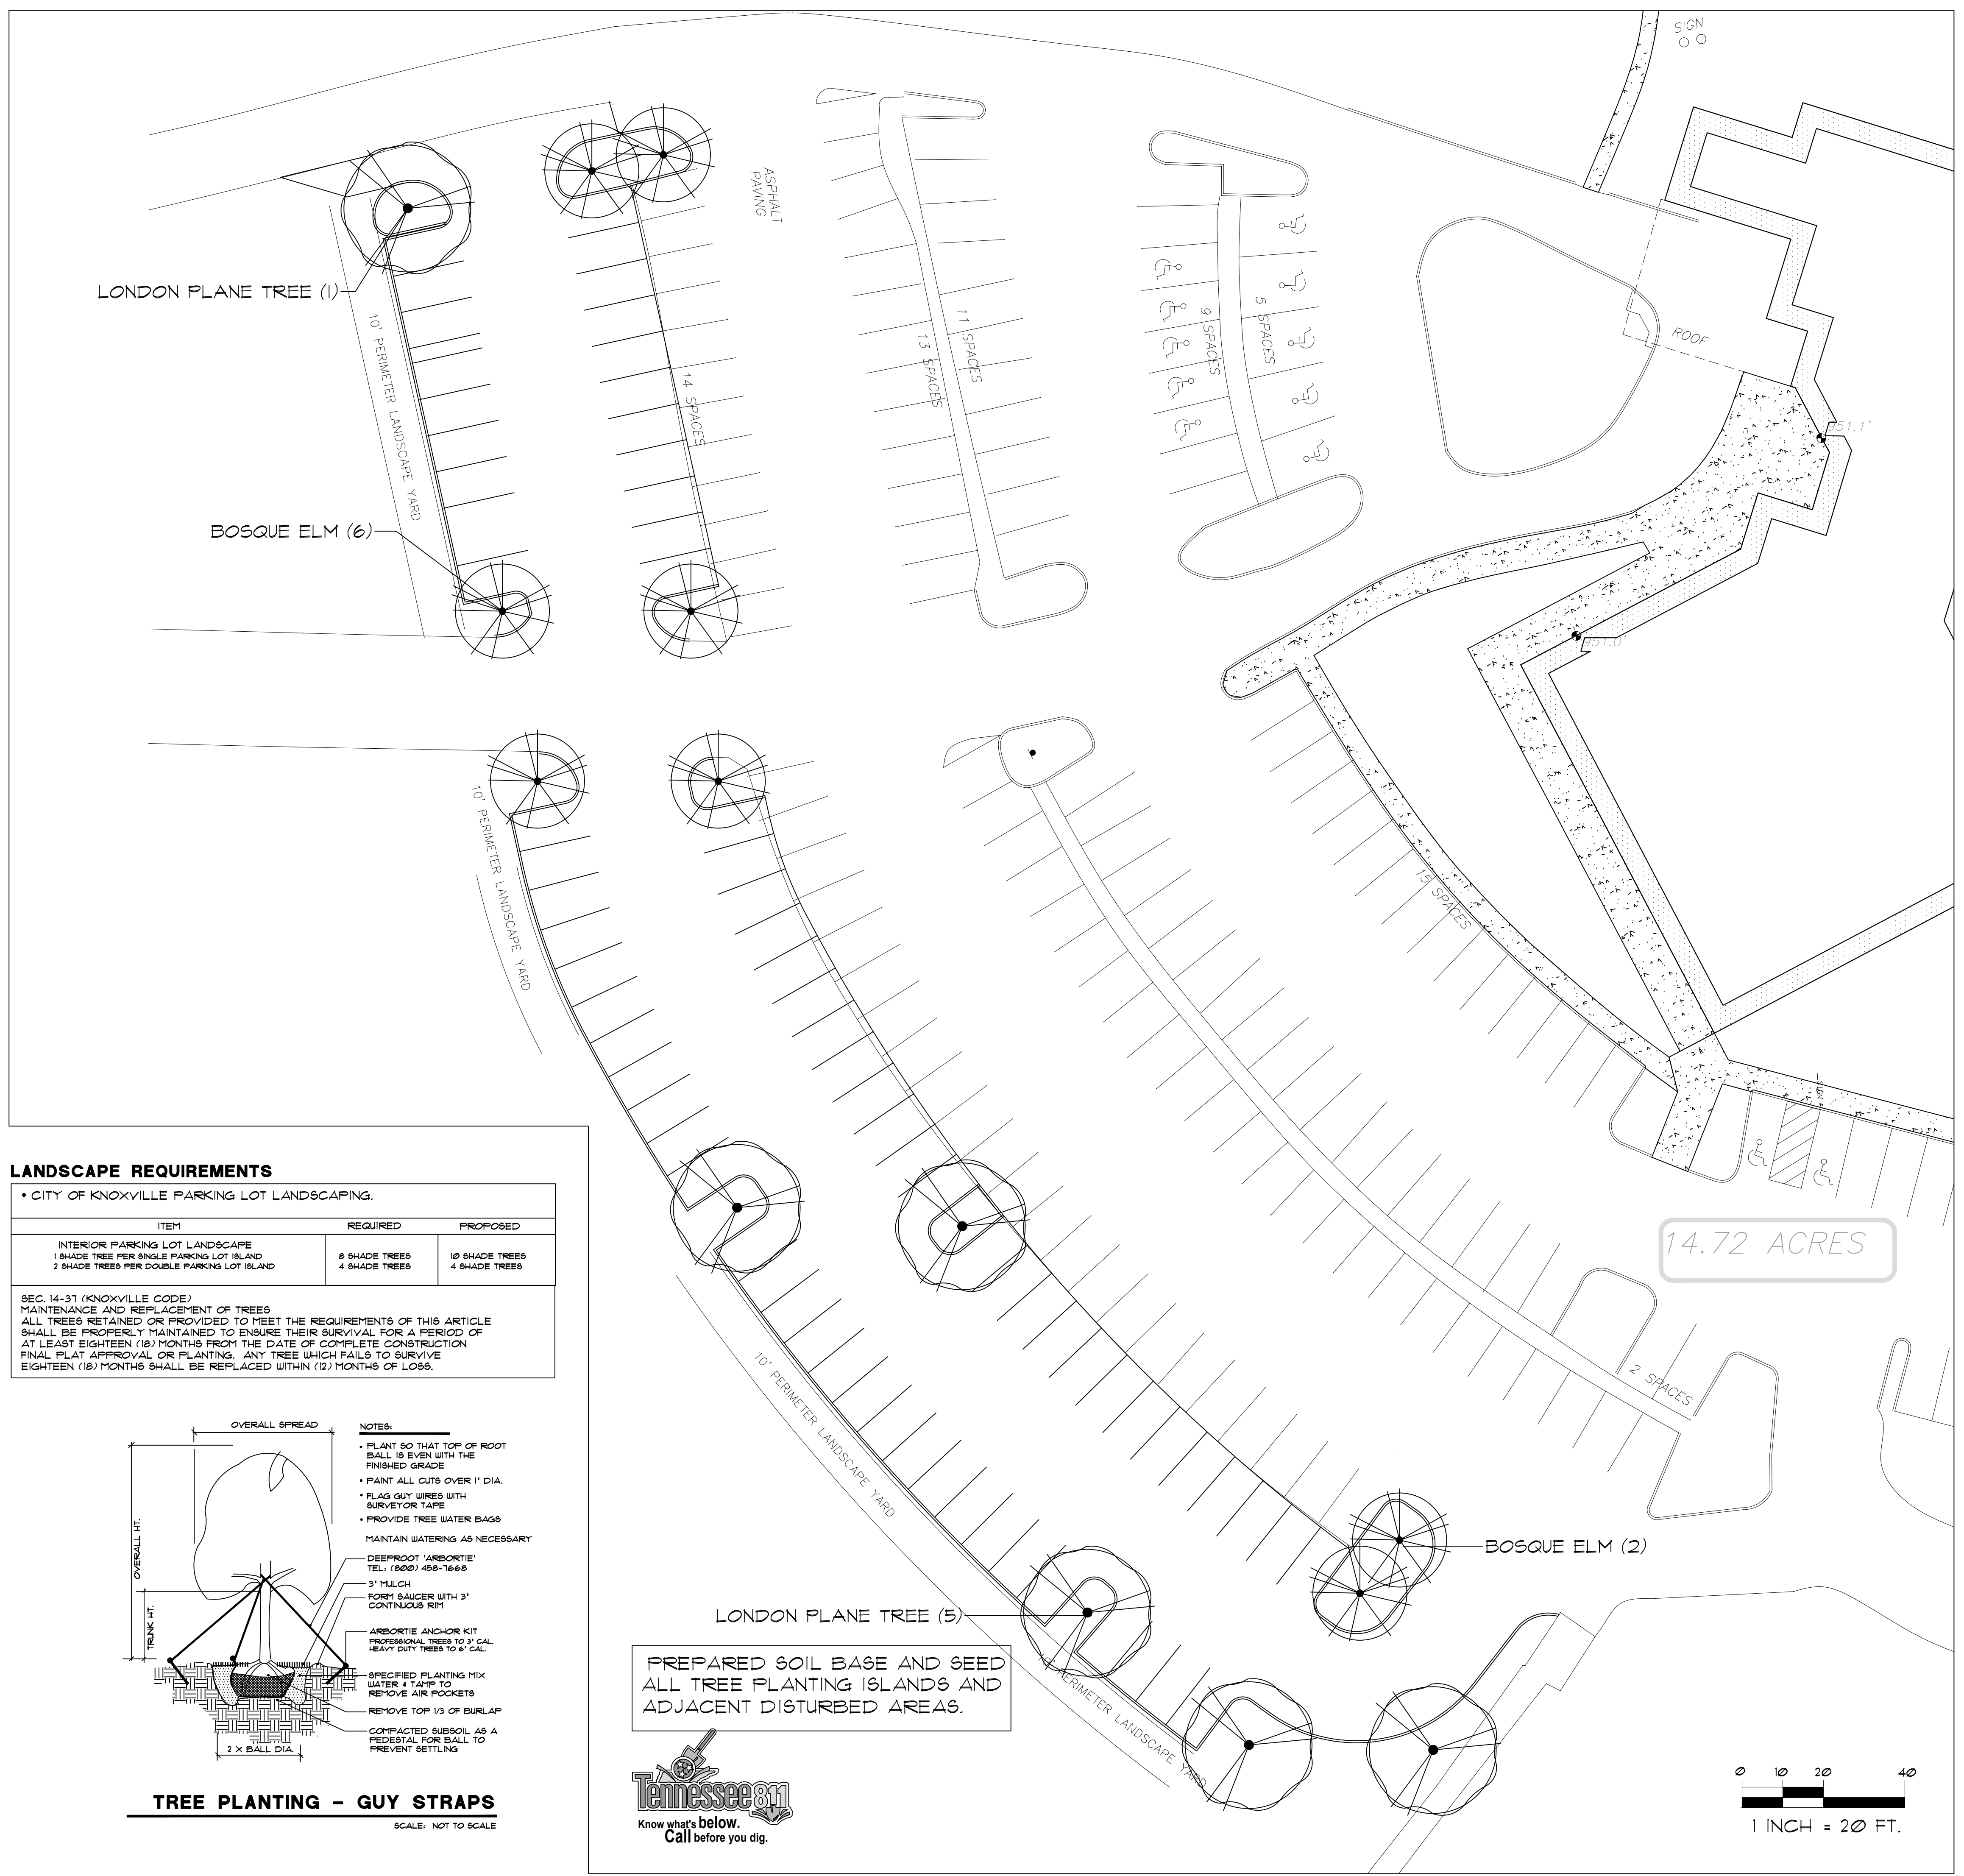 SIGN
ASPHALT
PAVING
LONDON PLANE TREE (1)
10' PERIMETER LANDSCAPE YARD
14 SPACES
13 SPACES
11 SPACES
9 SPACES
5 SPACES
ROOF
951.1'
BOSQUE ELM (6)
951.0'
10' PERIMETER LANDSCAPE YARD
15 SPACES
14.72 ACRES
2 SPACES
10' PERIMETER LANDSCAPE YARD
BOSQUE ELM (2)
LONDON PLANE TREE (5)
PERIMETER LANDSCAPE YARD
PREPARED SOIL BASE AND SEED
ALL TREE PLANTING ISLANDS AND
ADJACENT DISTURBED AREAS.
Tennessee 811
Know what's below.
Call before you dig.
0 10 20 40
1 INCH = 20 FT.
LANDSCAPE REQUIREMENTS
• CITY OF KNOXVILLE PARKING LOT LANDSCAPING.
ITEM REQUIRED PROPOSED
INTERIOR PARKING LOT LANDSCAPE
1 SHADE TREE PER SINGLE PARKING LOT ISLAND 8 SHADE TREES 10 SHADE TREES
2 SHADE TREES PER DOUBLE PARKING LOT ISLAND 4 SHADE TREES 4 SHADE TREES
SEC. 14-37 (KNOXVILLE CODE)
MAINTENANCE AND REPLACEMENT OF TREES
ALL TREES RETAINED OR PROVIDED TO MEET THE REQUIREMENTS OF THIS ARTICLE
SHALL BE PROPERLY MAINTAINED TO ENSURE THEIR SURVIVAL FOR A PERIOD OF
AT LEAST EIGHTEEN (18) MONTHS FROM THE DATE OF COMPLETE CONSTRUCTION
FINAL PLAT APPROVAL OR PLANTING. ANY TREE WHICH FAILS TO SURVIVE
EIGHTEEN (18) MONTHS SHALL BE REPLACED WITHIN (12) MONTHS OF LOSS.
OVERALL SPREAD
OVERALL HT.
TRUNK HT.
2 X BALL DIA.
NOTES:
• PLANT SO THAT TOP OF ROOT
BALL IS EVEN WITH THE
FINISHED GRADE
• PAINT ALL CUTS OVER 1" DIA.
• FLAG GUY WIRES WITH
SURVEYOR TAPE
• PROVIDE TREE WATER BAGS
MAINTAIN WATERING AS NECESSARY
DEEPROOT 'ARBORTIE'
TEL: (800) 458-7668
3" MULCH
FORM SAUCER WITH 3"
CONTINUOUS RIM
ARBORTIE ANCHOR KIT
PROFESSIONAL TREES TO 3" CAL.
HEAVY DUTY TREES TO 6" CAL.
SPECIFIED PLANTING MIX
WATER & TAMP TO
REMOVE AIR POCKETS
REMOVE TOP 1/3 OF BURLAP
COMPACTED SUBSOIL AS A
PEDESTAL FOR BALL TO
PREVENT SETTLING
TREE PLANTING - GUY STRAPS
SCALE: NOT TO SCALE